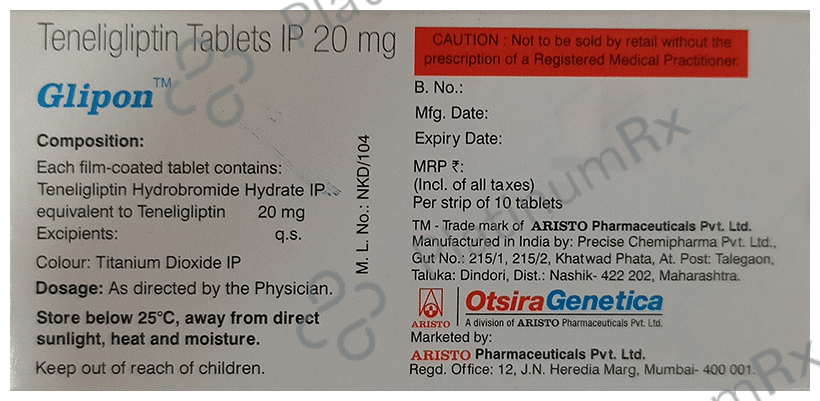 Teneligliptin Tablets IP 20 mg
Glipon™
Composition:
Each film-coated tablet contains:
Teneligliptin Hydrobromide Hydrate IP
equivalent to Teneligliptin 20 mg
Excipients: q.s.
Colour: Titanium Dioxide IP
Dosage: As directed by the Physician.
Store below 25°C, away from direct
sunlight, heat and moisture.
Keep out of reach of children.
M. L. No.: NKD/104
CAUTION : Not to be sold by retail without the
prescription of a Registered Medical Practitioner.
B. No.:
Mfg. Date:
Expiry Date:
MRP ₹:
(Incl. of all taxes)
Per strip of 10 tablets
TM - Trade mark of ARISTO Pharmaceuticals Pvt. Ltd.
Manufactured in India by: Precise Chemipharma Pvt. Ltd.,
Gut No.: 215/1, 215/2, Khatwad Phata, At. Post: Talegaon,
Taluka: Dindori, Dist.: Nashik- 422 202, Maharashtra.
ARISTO
OtsiraGenetica
A division of ARISTO Pharmaceuticals Pvt. Ltd.
Marketed by:
ARISTO Pharmaceuticals Pvt. Ltd.
Regd. Office: 12, J.N. Heredia Marg, Mumbai- 400 001.
PlatinumRx